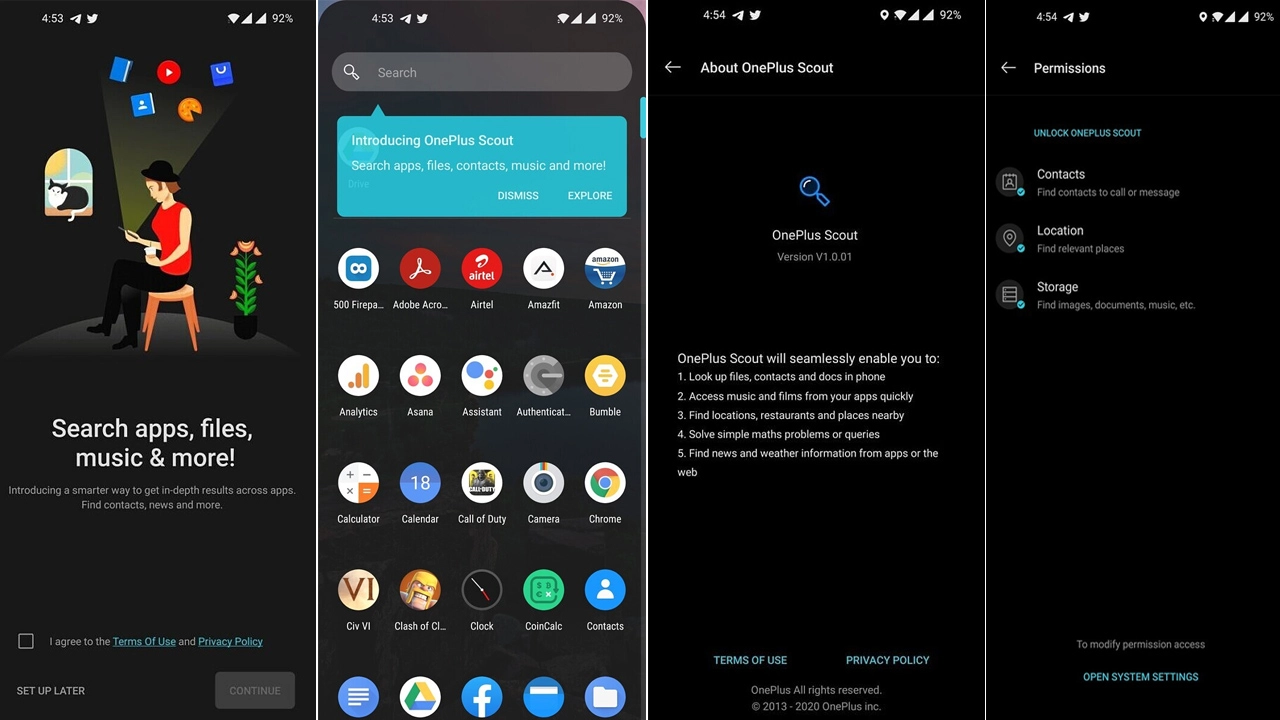 4:53
92%
Search apps, files,
music & more!
Introducing a smarter way to get in-depth results across apps.
Find contacts, news and more.
I agree to the Terms Of Use and Privacy Policy
SET UP LATER
CONTINUE
4:53
92%
Search
Introducing OnePlus Scout
Search apps, files, contacts, music and more!
Drive
DISMISS
EXPLORE
airtel
amazon
500 Firepa...
Adobe Acro...
Airtel
Amazfit
Amazon
Analytics
Asana
Assistant
Authenticat...
Bumble
18
CALL OF DUTY
Calculator
Calendar
Call of Duty
Camera
Chrome
VI
Civ VI
Clash of Cl...
Clock
CoinCalc
Contacts
4:54
92%
About OnePlus Scout
OnePlus Scout
Version V1.0.01
OnePlus Scout will seamlessly enable you to:
1. Look up files, contacts and docs in phone
2. Access music and films from your apps quickly
3. Find locations, restaurants and places nearby
4. Solve simple maths problems or queries
5. Find news and weather information from apps or the
web
TERMS OF USE
PRIVACY POLICY
OnePlus All rights reserved.
© 2013 - 2020 OnePlus inc.
4:54
92%
Permissions
UNLOCK ONEPLUS SCOUT
Contacts
Find contacts to call or message
Location
Find relevant places
Storage
Find images, documents, music, etc.
To modify permission access
OPEN SYSTEM SETTINGS